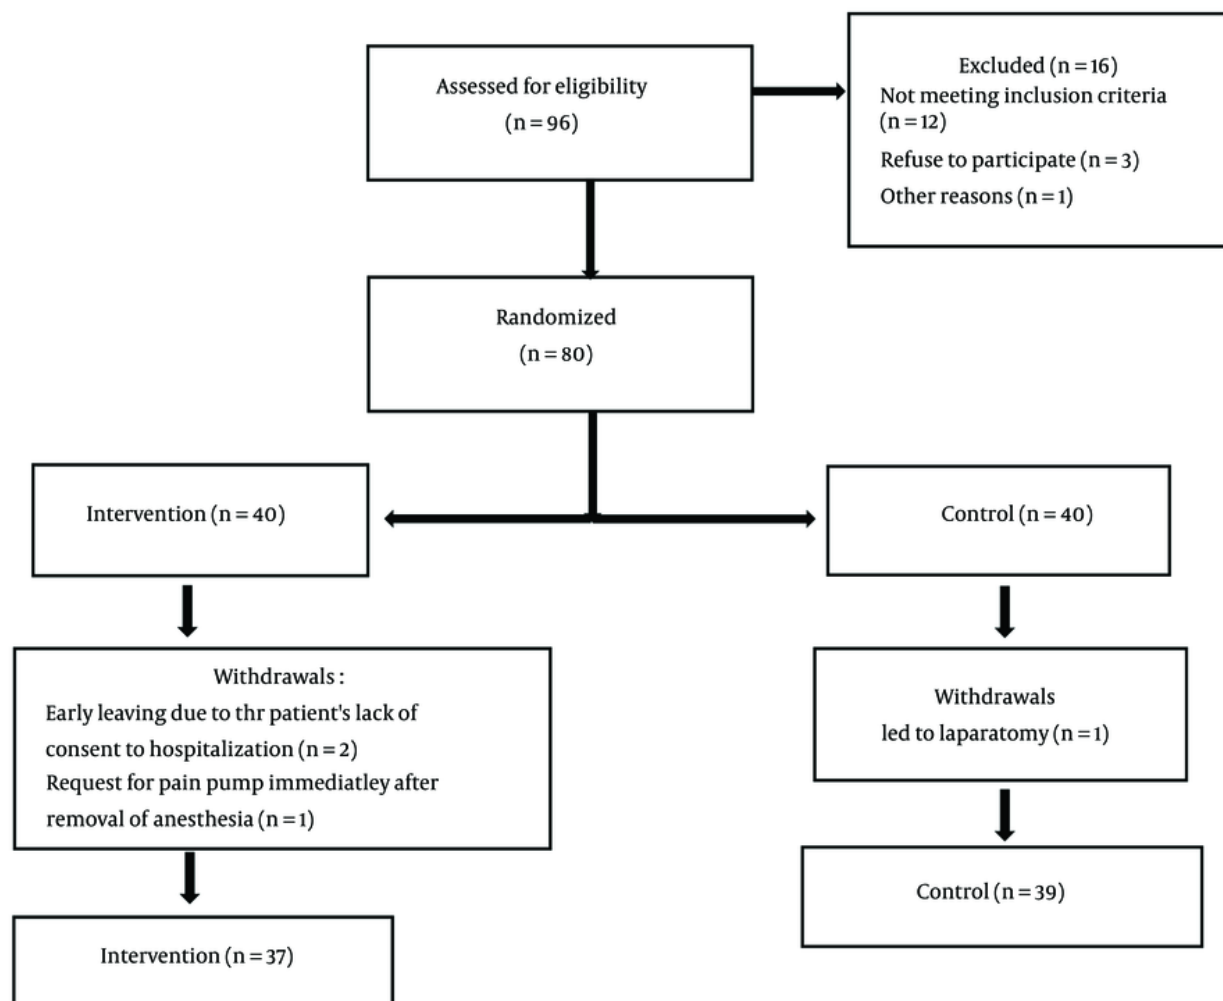 Assessed for eligibility
(n = 96)
Excluded (n = 16)
Not meeting inclusion criteria
(n = 12)
Refuse to participate (n = 3)
Other reasons (n = 1)
Randomized
(n = 80)
Intervention (n = 40)
Control (n = 40)
Withdrawals :
Early leaving due to thr patient's lack of
consent to hospitalization (n = 2)
Request for pain pump immediatley after
removal of anesthesia (n = 1)
Withdrawals
led to laparatomy (n = 1)
Intervention (n = 37)
Control (n = 39)